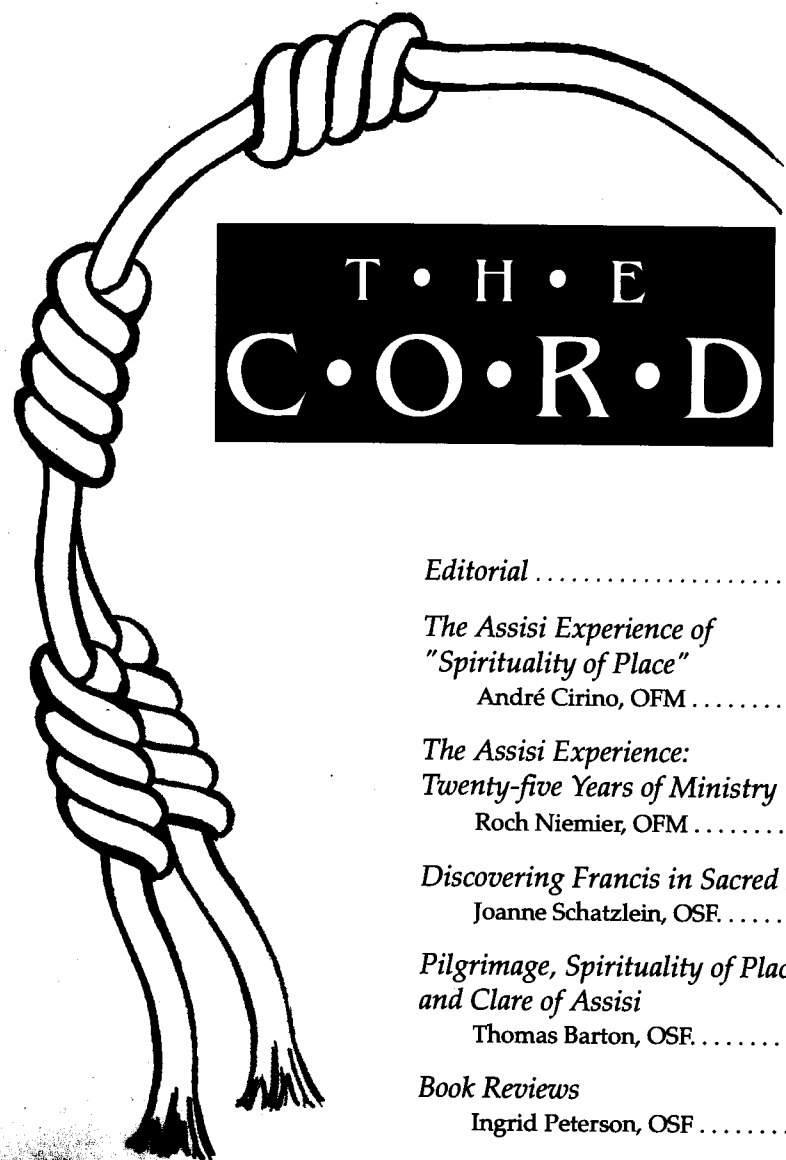 T • H • E
C • O • R • D
Editorial .....................
The Assisi Experience of
"Spirituality of Place"
André Cirino, OFM ........
The Assisi Experience:
Twenty-five Years of Ministry
Roch Niemier, OFM ........
Discovering Francis in Sacred
Joanne Schatzlein, OSF......
Pilgrimage, Spirituality of Plac
and Clare of Assisi
Thomas Barton, OSF........
Book Reviews
Ingrid Peterson, OSF ........